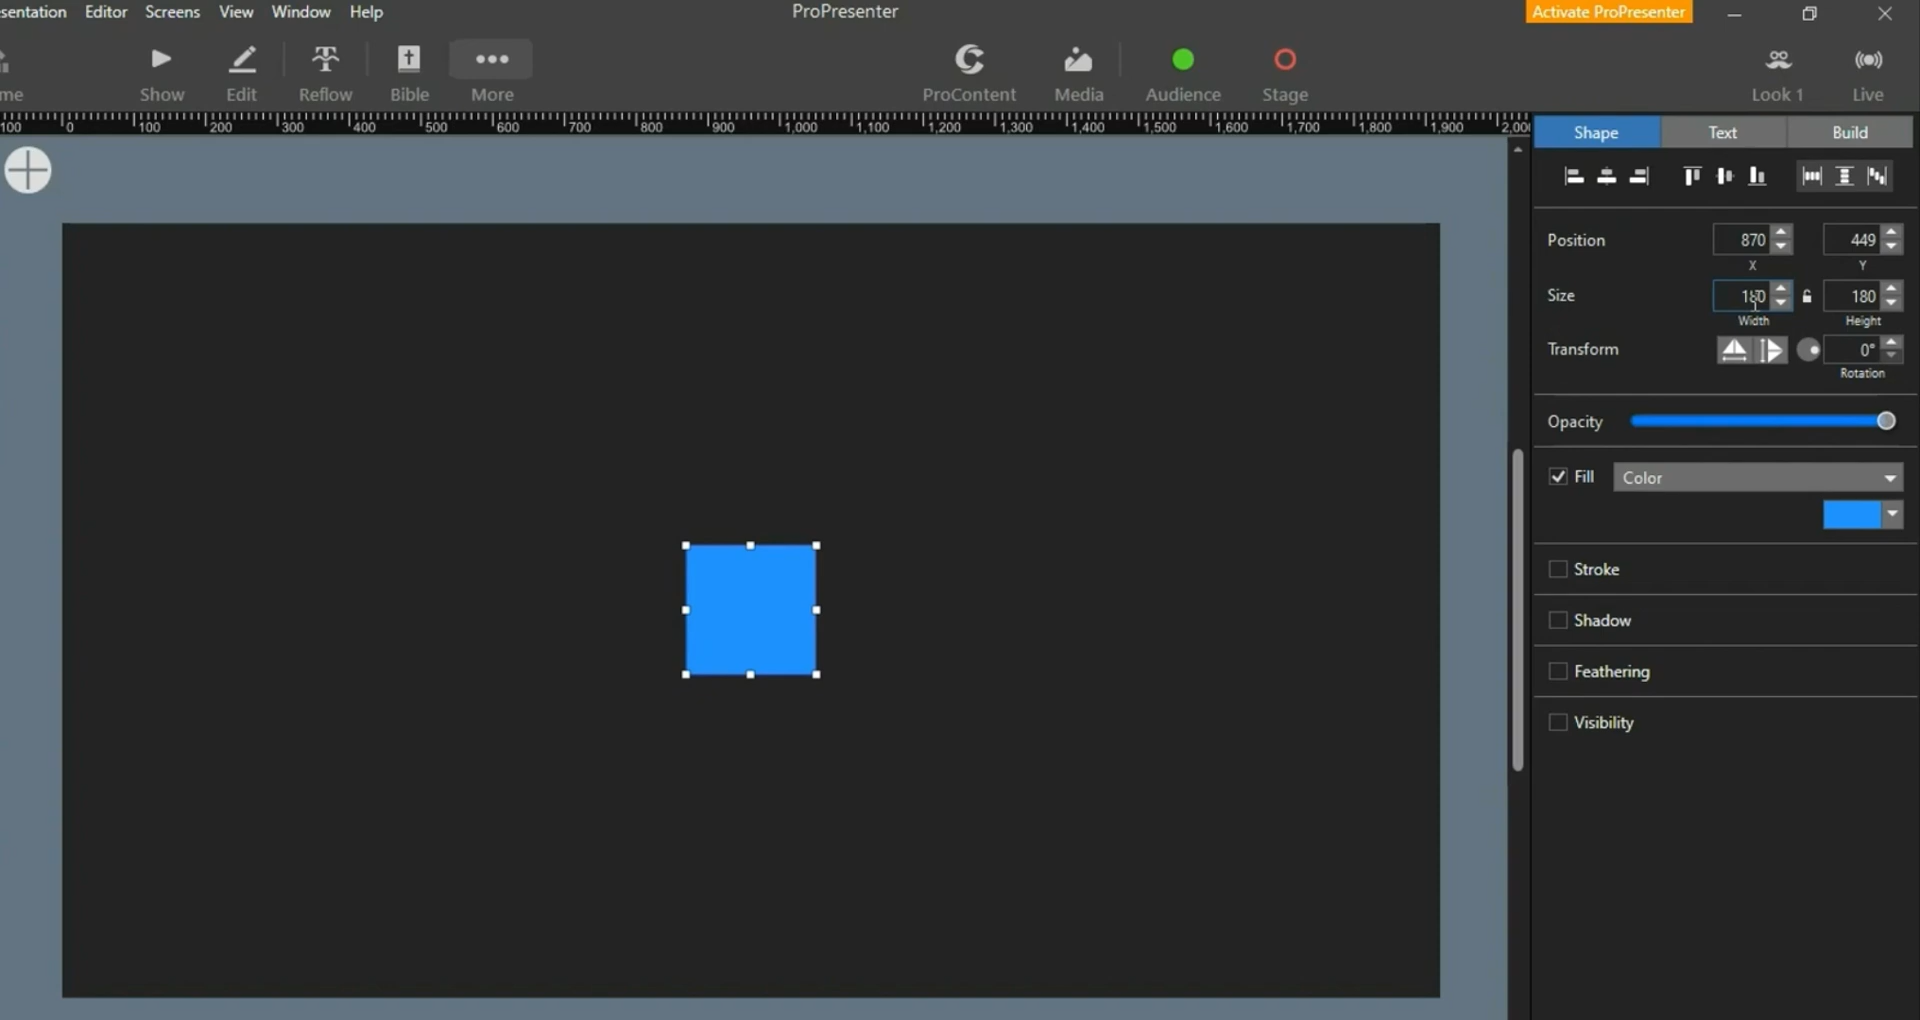 sentation Editor Screens View Window Help ProPresenter Activate ProPresenter
me Show Edit Reflow Bible More ProContent Media Audience Stage Look 1 Live
100 0 100 200 300 400 500 600 700 800 900 1,000 1,100 1,200 1,300 1,400 1,500 1,600 1,700 1,800 1,900 2,00
Shape Text Build
Position 870 449
X Y
Size 180 180
Width Height
Transform 0°
Rotation
Opacity
Fill Color
Stroke
Shadow
Feathering
Visibility